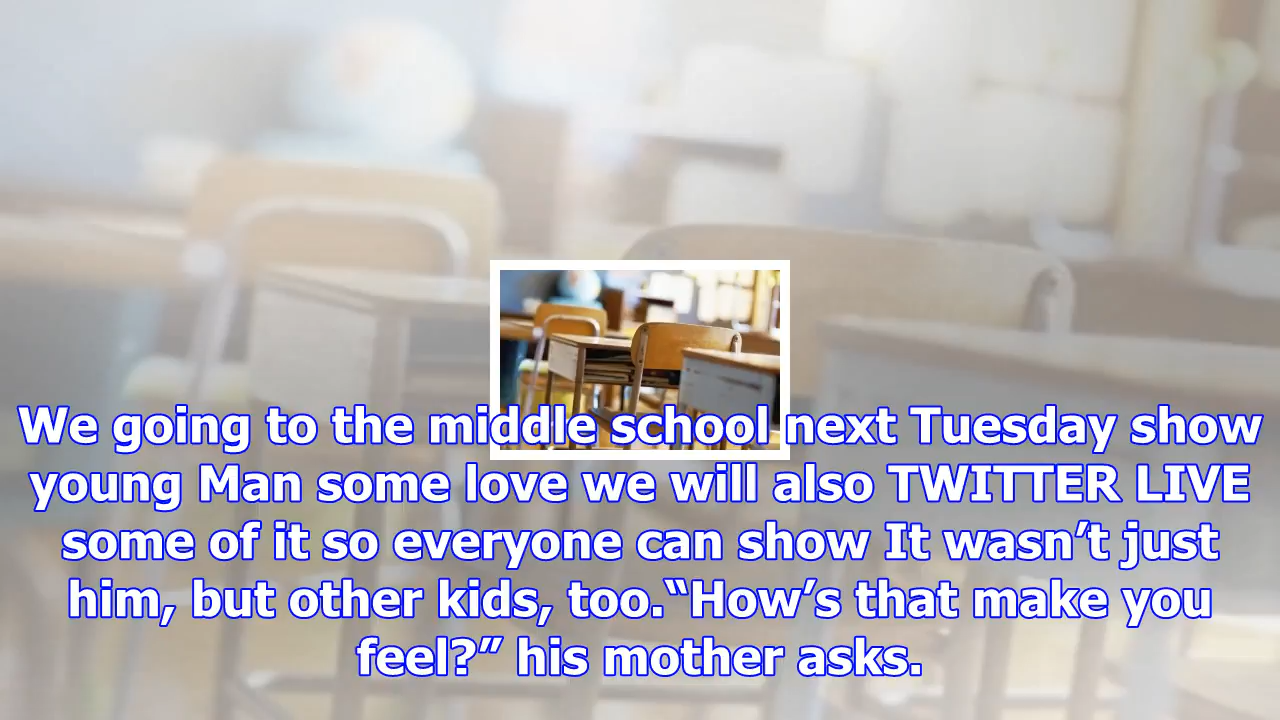 We going to the middle school next Tuesday show
young Man some love we will also TWITTER LIVE
some of it so everyone can show It wasn’t just
him, but other kids, too.“How’s that make you
feel?” his mother asks.